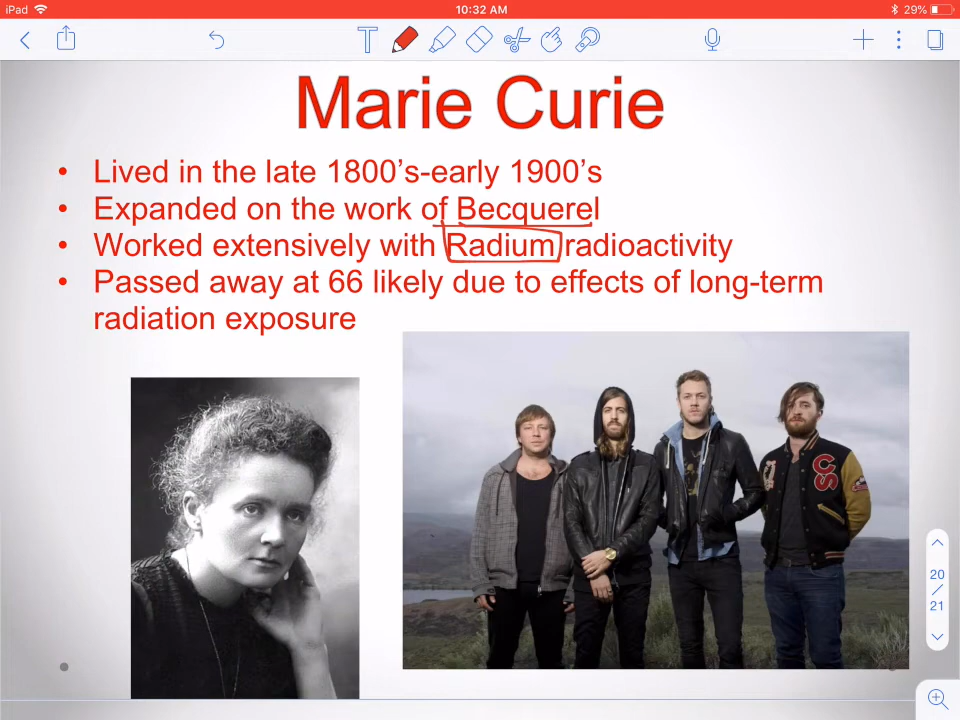 iPad
10:32 AM
29%
T
Marie Curie
• Lived in the late 1800’s-early 1900’s
• Expanded on the work of Becquerel
• Worked extensively with Radium radioactivity
• Passed away at 66 likely due to effects of long-term
radiation exposure
CS
20
/
21